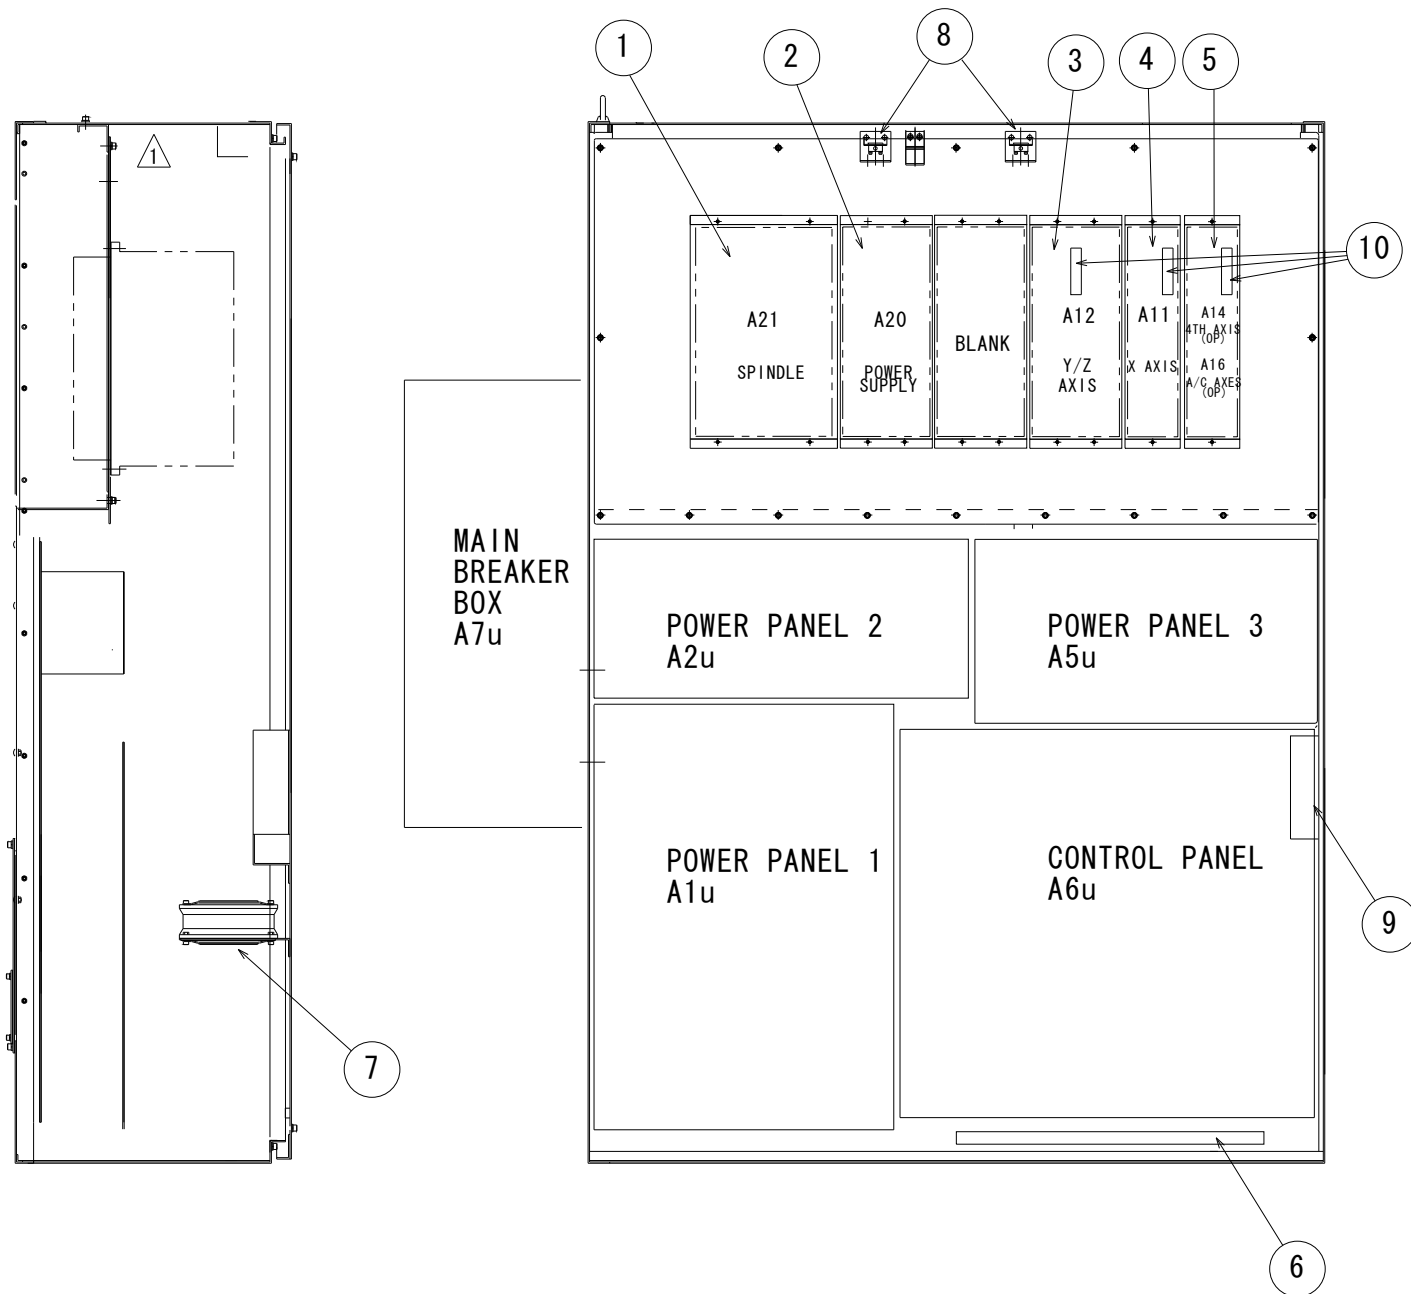 1
2
8
3
4
5
1
10
A21
SPINDLE
A20
POWER
SUPPLY
BLANK
A12
Y/Z
AXIS
A11
X AXIS
A14
4TH AXIS
(OP)
A16
A/C AXES
(OP)
MAIN
BREAKER
BOX
A7u
POWER PANEL 2
A2u
POWER PANEL 3
A5u
POWER PANEL 1
A1u
CONTROL PANEL
A6u
9
7
6